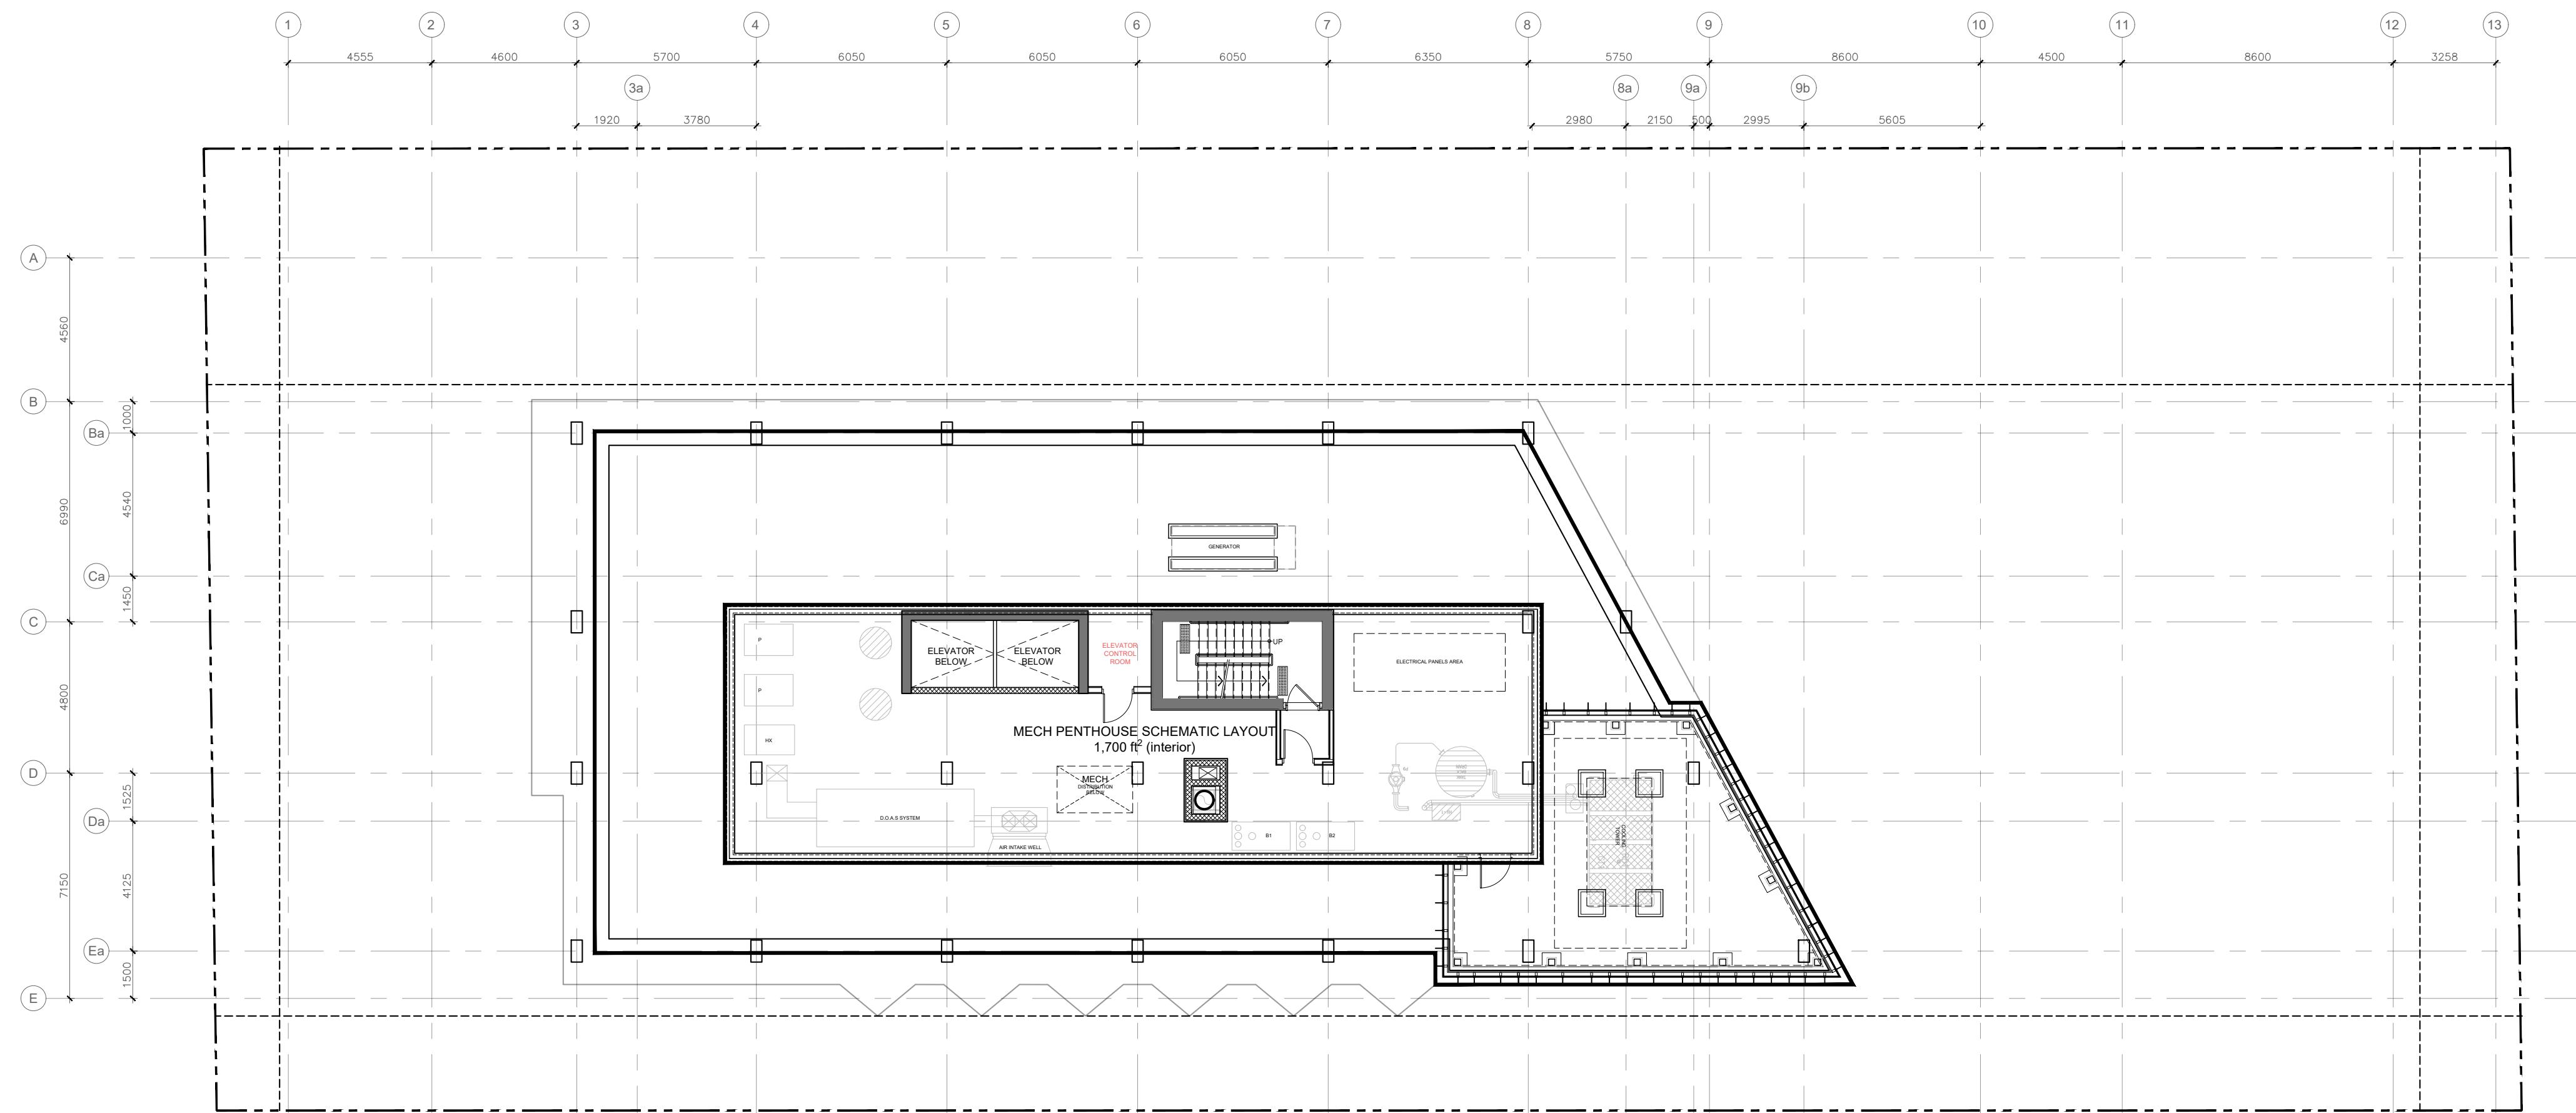 1 2 3 4 5 6 7 8 9 10 11 12 13
4555 4600 5700 6050 6050 6050 6350 5750 8600 4500 8600 3258
3a 8a 9a 9b
1920 3780 2980 2150 500 2995 5605
A
4560
B
1000
Ba
6990
4540
Ca
1450
C
4800
D
1525
Da
7150
4125
Ea
1500
E
GENERATOR
P
ELEVATOR
BELOW
ELEVATOR
BELOW
ELEVATOR
CONTROL
ROOM
UP
ELECTRICAL PANELS AREA
P
HX
MECH PENTHOUSE SCHEMATIC LAYOUT
1,700 ft² (interior)
MECH
DISTRIBUTION
BELOW
D.O.A.S SYSTEM
AIR INTAKE WELL
B1
B2
COOLING
TOWER